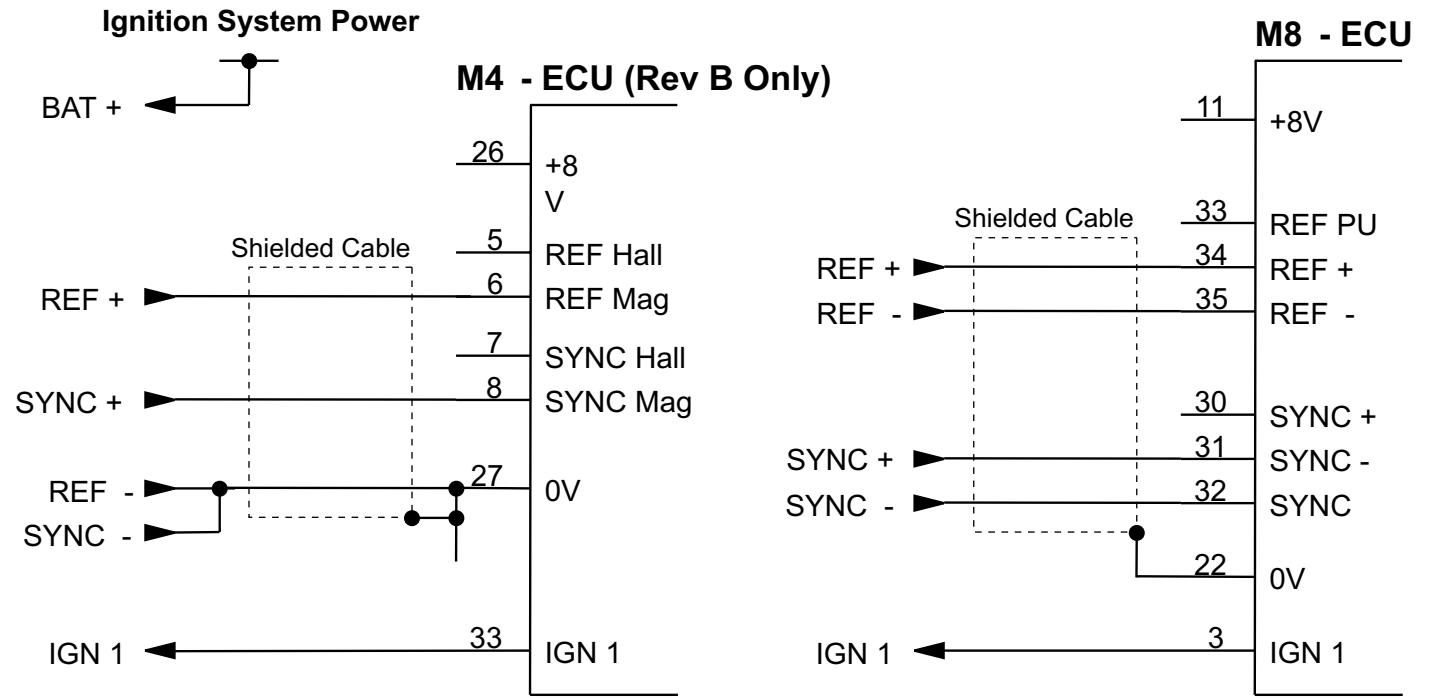 Ignition System Power
BAT +
M4 - ECU (Rev B Only)
26
+8
V
Shielded Cable
5
REF Hall
REF +
6
REF Mag
7
SYNC Hall
SYNC +
8
SYNC Mag
REF -
27
0V
SYNC -
IGN 1
33
IGN 1
M8 - ECU
11
+8V
Shielded Cable
33
REF PU
REF +
34
REF +
REF -
35
REF -
30
SYNC +
SYNC +
31
SYNC -
SYNC -
32
SYNC
22
0V
IGN 1
3
IGN 1